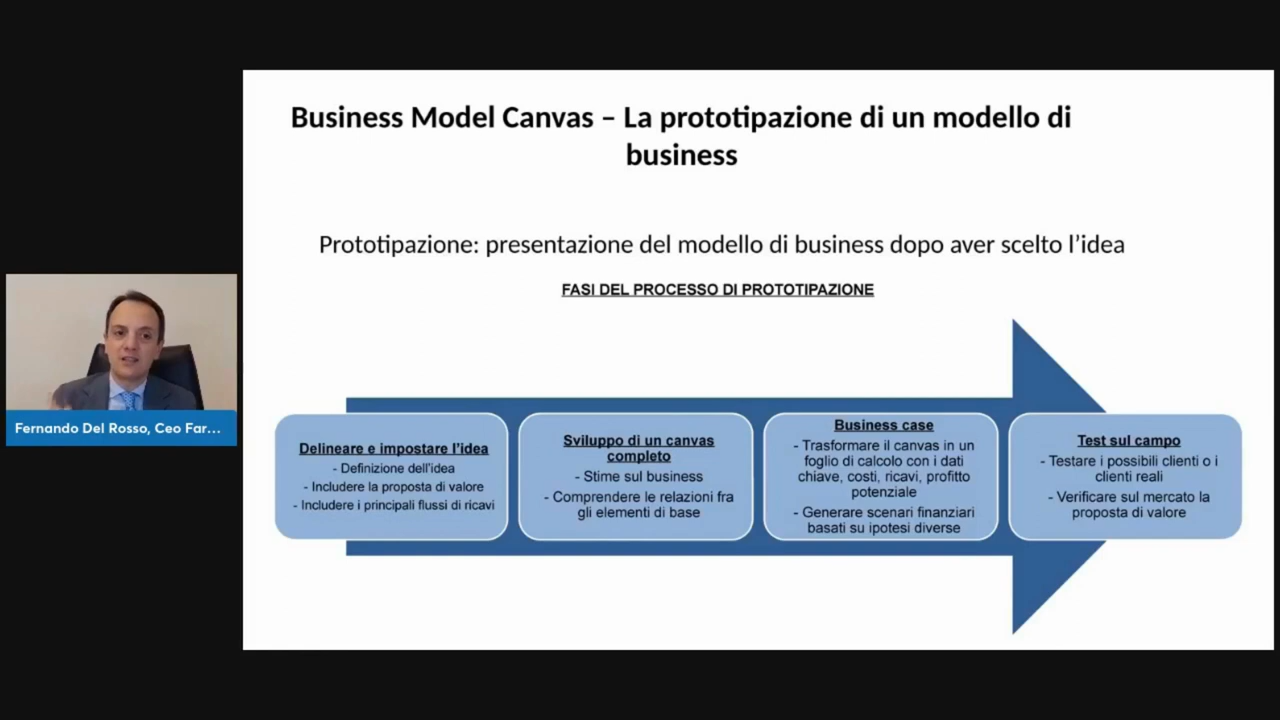 Business Model Canvas – La prototipazione di un modello di
business
Prototipazione: presentazione del modello di business dopo aver scelto l’idea
FASI DEL PROCESSO DI PROTOTIPAZIONE
Delineare e impostare l’idea
- Definizione dell’idea
- Includere la proposta di valore
- Includere i principali flussi di ricavi
Sviluppo di un canvas
completo
- Stime sul business
- Comprendere le relazioni fra
gli elementi di base
Business case
- Trasformare il canvas in un
foglio di calcolo con i dati
chiave, costi, ricavi, profitto
potenziale
- Generare scenari finanziari
basati su ipotesi diverse
Test sul campo
- Testare i possibili clienti o i
clienti reali
- Verificare sul mercato la
proposta di valore
Fernando Del Rosso, Ceo Far...